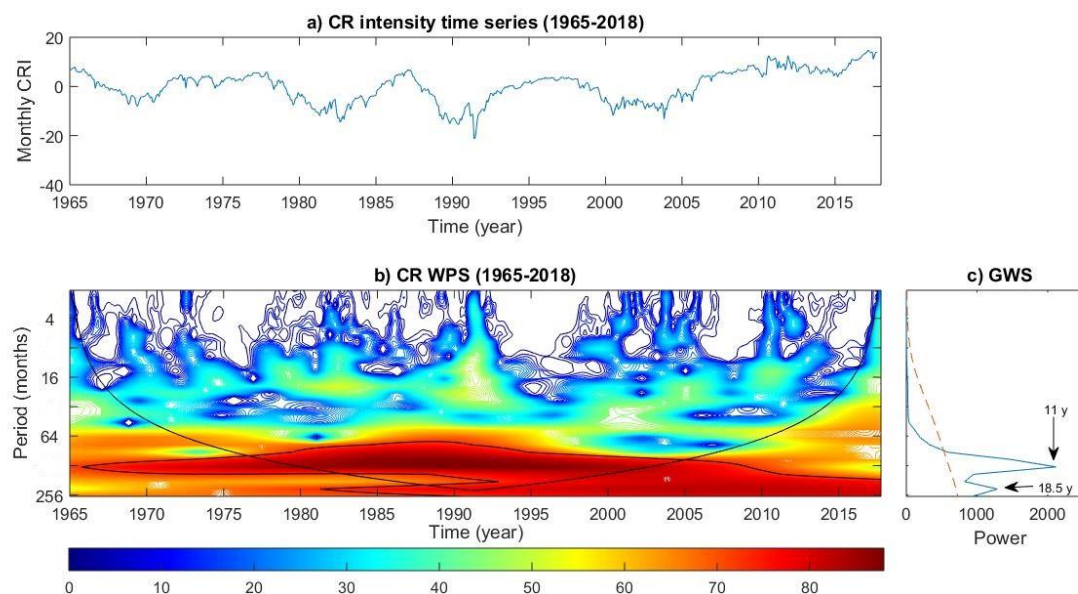 a) CR intensity time series (1965-2018)
Monthly CRI
20
0
-20
-40
1965 1970 1975 1980 1985 1990 1995 2000 2005 2010 2015
Time (year)
b) CR WPS (1965-2018)
Period (months)
4
16
64
256
1965 1970 1975 1980 1985 1990 1995 2000 2005 2010 2015
Time (year)
c) GWS
11 y
18.5 y
0 1000 2000
Power
0 10 20 30 40 50 60 70 80